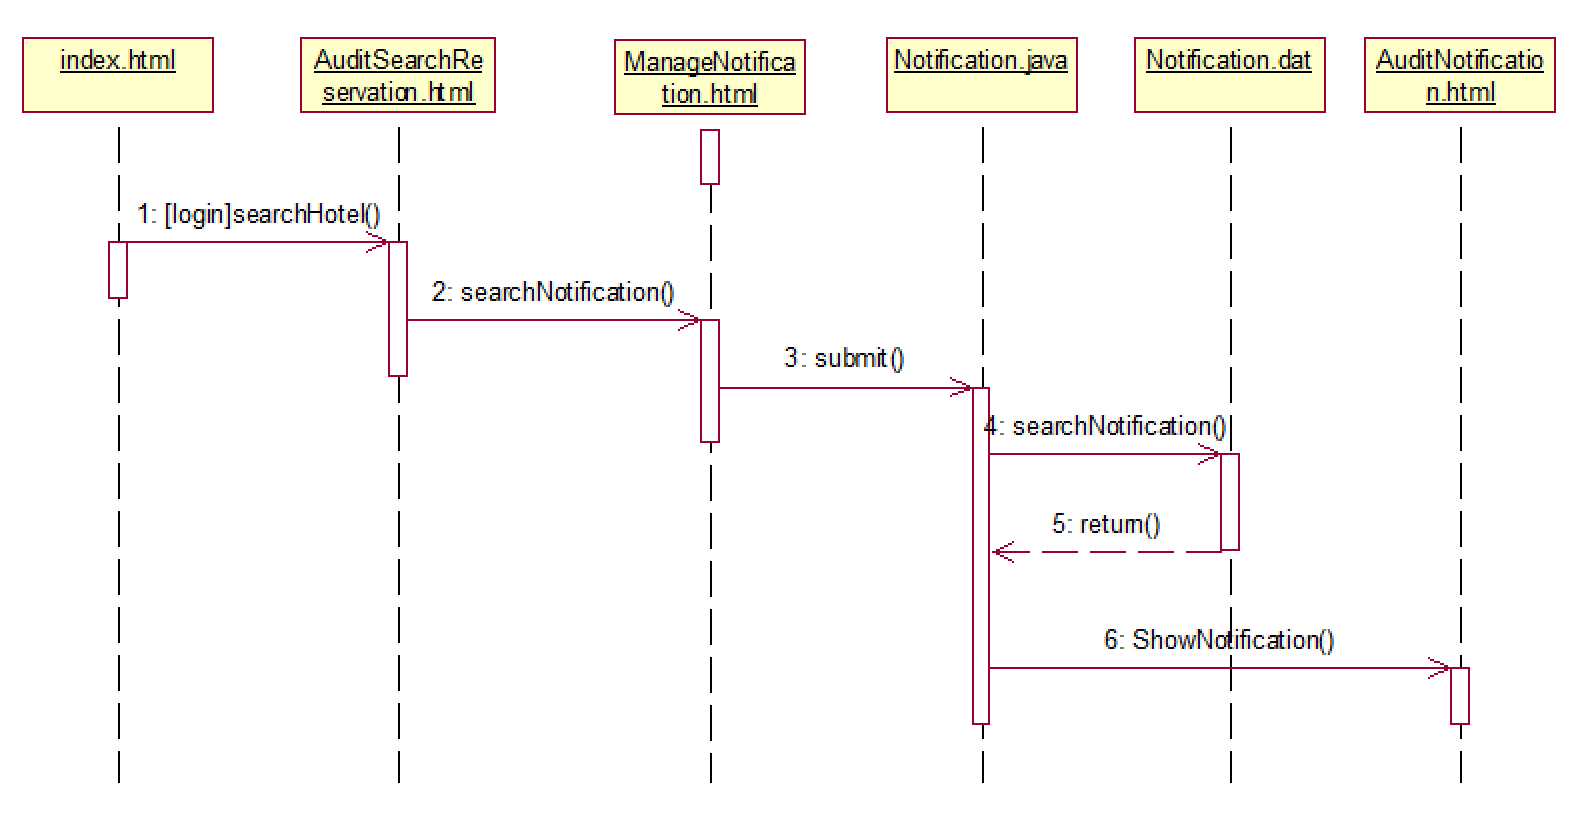 index.html
AuditSearchRe
servation.html
ManageNotifica
tion.html
Notification.java
Notification.dat
AuditNotificatio
n.html
1: [login]searchHotel()
2: searchNotification()
3: submit()
4: searchNotification()
5: return()
6: ShowNotification()